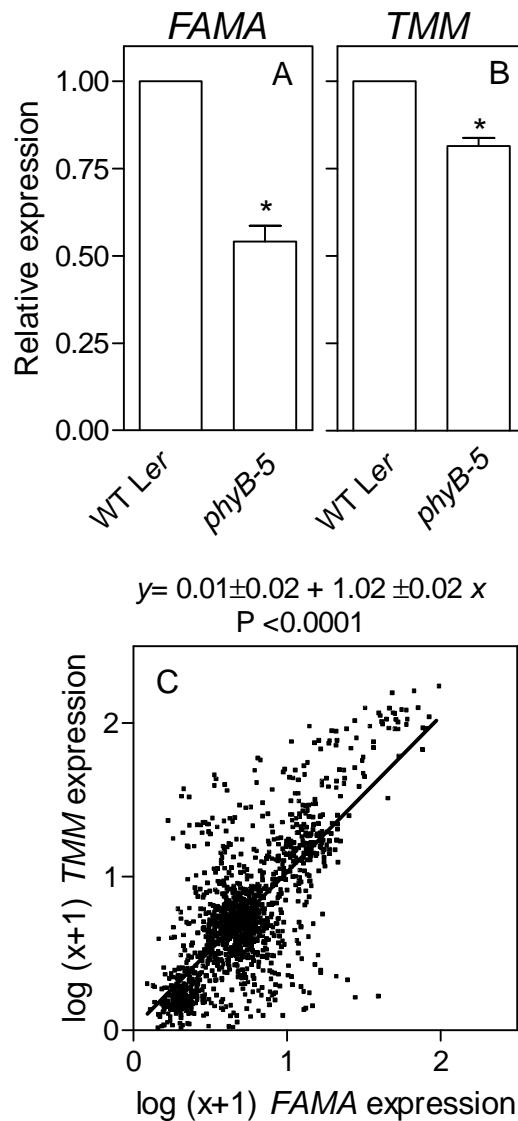 FAMA TMM
A B
1.00
0.75
0.50
0.25
0.00
Relative expression
* *
WT Ler phyB-5 WT Ler phyB-5
y= 0.01±0.02 + 1.02 ±0.02 x
P <0.0001
C
2
1
0
log (x+1) TMM expression
0 1 2
log (x+1) FAMA expression